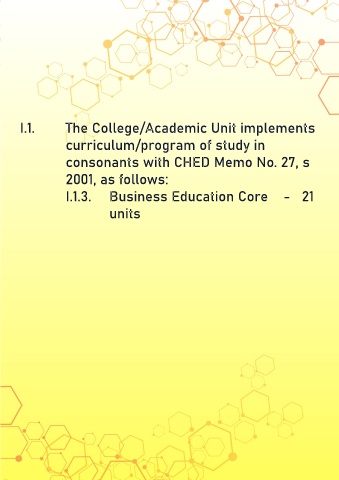 I.1. The College/Academic Unit implements
curriculum/program of study in
consonants with CHED Memo No. 27, s
2001, as follows:
I.1.3. Business Education Core - 21
units